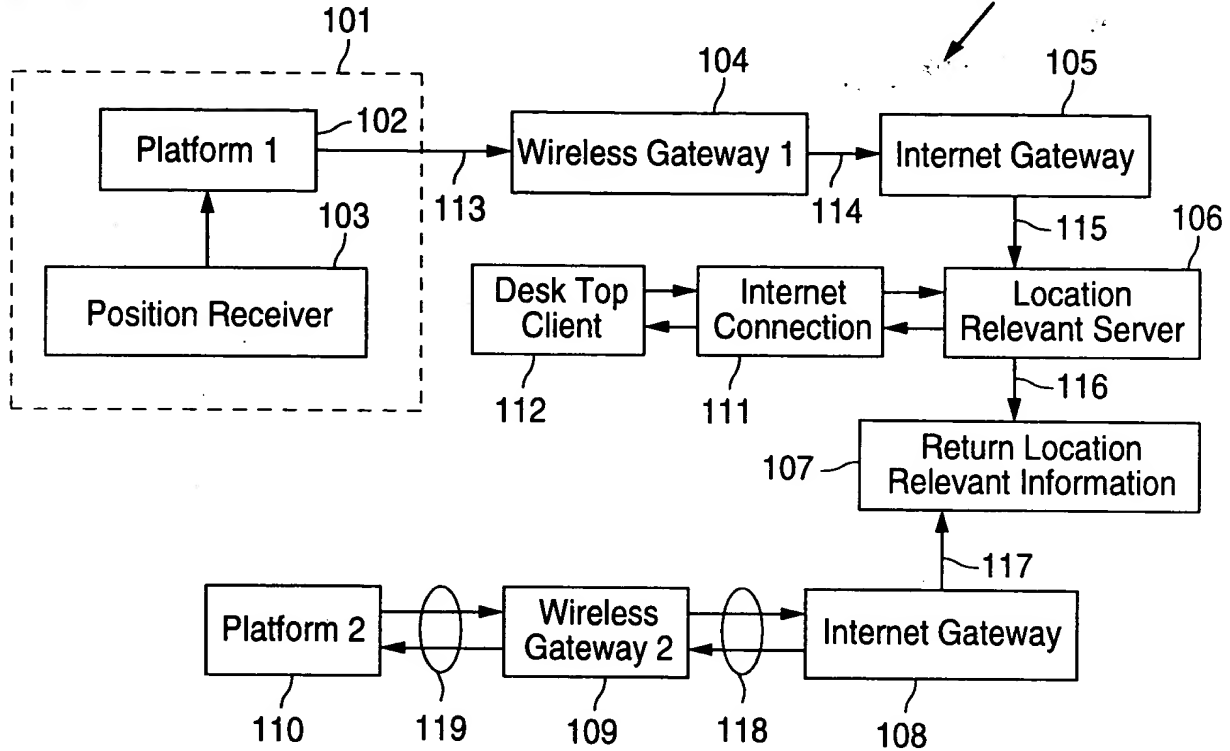 101
102
Platform 1
103
Position Receiver
113
104
Wireless Gateway 1
114
105
Internet Gateway
115
106
Desk Top
Client
112
Internet
Connection
111
Location
Relevant Server
116
107
Return Location
Relevant Information
117
Platform 2
110
119
Wireless
Gateway 2
109
118
Internet Gateway
108